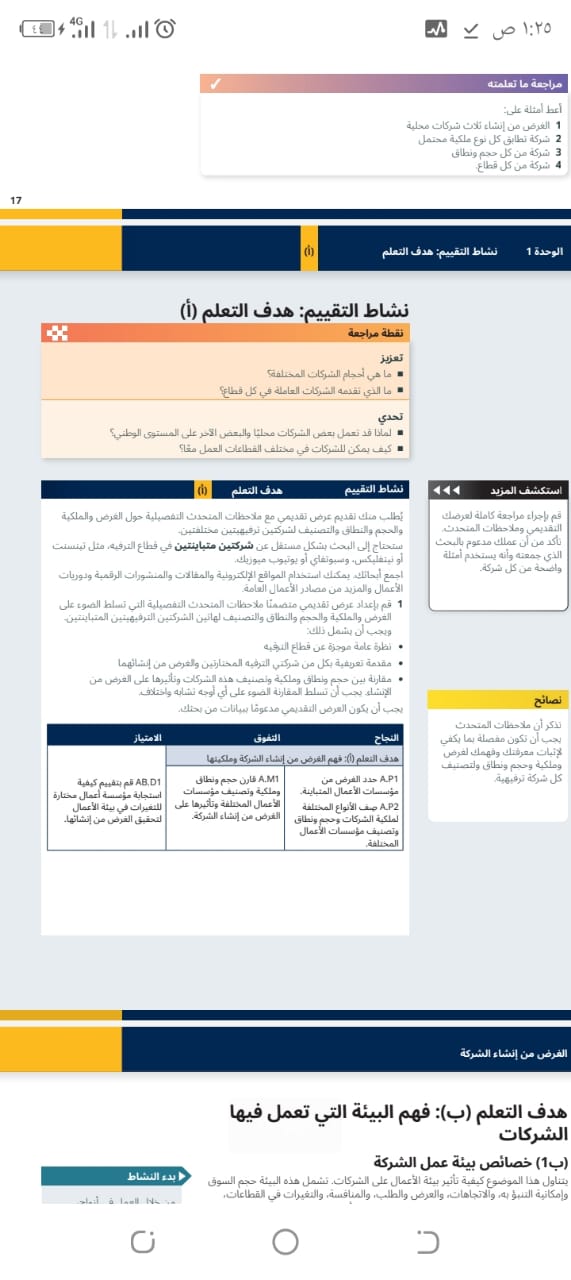 ١:٢٥ ص
4G
مراجعة ما تعلمته
أعط أمثلة على:
1 الغرض من إنشاء ثلاث شركات محلية
2 شركة تطابق كل نوع ملكية محتمل
3 شركة من كل حجم ونطاق
4 شركة من كل قطاع.
17
الوحدة 1 نشاط التقييم: هدف التعلم (أ)
نشاط التقييم: هدف التعلم (أ)
نقطة مراجعة
تعزيز
■ ما هي أحجام الشركات المختلفة؟
■ ما الذي تقدمه الشركات العاملة في كل قطاع؟
تحدي
■ لماذا قد تعمل بعض الشركات محليًا والبعض الآخر على المستوى الوطني؟
■ كيف يمكن للشركات في مختلف القطاعات العمل معًا؟
نشاط التقييم هدف التعلم (أ)
يُطلب منك تقديم عرض تقديمي مع ملاحظات المتحدث التفصيلية حول الغرض والملكية
والحجم والنطاق والتصنيف لشركتين ترفيهيتين مختلفتين.
ستحتاج إلى البحث بشكل مستقل عن شركتين متباينتين في قطاع الترفيه، مثل تينسنت
أو نيتفليكس، وسبوتفاي أو يوتيوب ميوزيك.
اجمع أبحاثك. يمكنك استخدام المواقع الإلكترونية والمقالات والمنشورات الرقمية ودوريات
الأعمال والمزيد من مصادر الأعمال العامة.
1 قم بإعداد عرض تقديمي متضمنًا ملاحظات المتحدث التفصيلية التي تسلط الضوء على
الغرض والملكية والحجم والنطاق والتصنيف لهاتين الشركتين الترفيهيتين المتباينتين.
ويجب أن يشمل ذلك:
• نظرة عامة موجزة عن قطاع الترفيه
• مقدمة تعريفية بكل من شركتي الترفيه المختارتين والغرض من إنشائهما
• مقارنة بين حجم ونطاق وملكية وتصنيف هذه الشركات وتأثيرها على الغرض من
الإنشاء. يجب أن تسلط المقارنة الضوء على أي أوجه تشابه واختلاف.
يجب أن يكون العرض التقديمي مدعومًا ببيانات من بحثك.
استكشف المزيد
قم بإجراء مراجعة كاملة لعرضك
التقديمي وملاحظات المتحدث.
تأكد من أن عملك مدعوم بالبحث
الذي جمعته وأنه يستخدم أمثلة
واضحة من كل شركة.
نصائح
تذكر أن ملاحظات المتحدث
يجب أن تكون مفصلة بما يكفي
لإثبات معرفتك وفهمك لغرض
وملكية وحجم ونطاق وتصنيف
كل شركة ترفيهية.
النجاح التفوق الامتياز
هدف التعلم (أ): فهم الغرض من إنشاء الشركة وملكيتها
A.P1 حدد الغرض من
مؤسسات الأعمال المتباينة.
A.P2 صِف الأنواع المختلفة
لملكية الشركات وحجم ونطاق
وتصنيف مؤسسات الأعمال
المختلفة.
A.M1 قارن حجم ونطاق
وملكية وتصنيف مؤسسات
الأعمال المختلفة وتأثيرها على
الغرض من إنشاء الشركة.
AB.D1 قم بتقييم كيفية
استجابة مؤسسة أعمال مختارة
للتغيرات في بيئة الأعمال
لتحقيق الغرض من إنشائها.
الغرض من إنشاء الشركة
هدف التعلم (ب): فهم البيئة التي تعمل فيها
الشركات
(ب1) خصائص بيئة عمل الشركة
يتناول هذا الموضوع كيفية تأثير بيئة الأعمال على الشركات. تشمل هذه البيئة حجم السوق
وإمكانية التنبؤ به، والاتجاهات، والعرض والطلب، والمنافسة، والتغيرات في القطاعات،
بدء النشاط